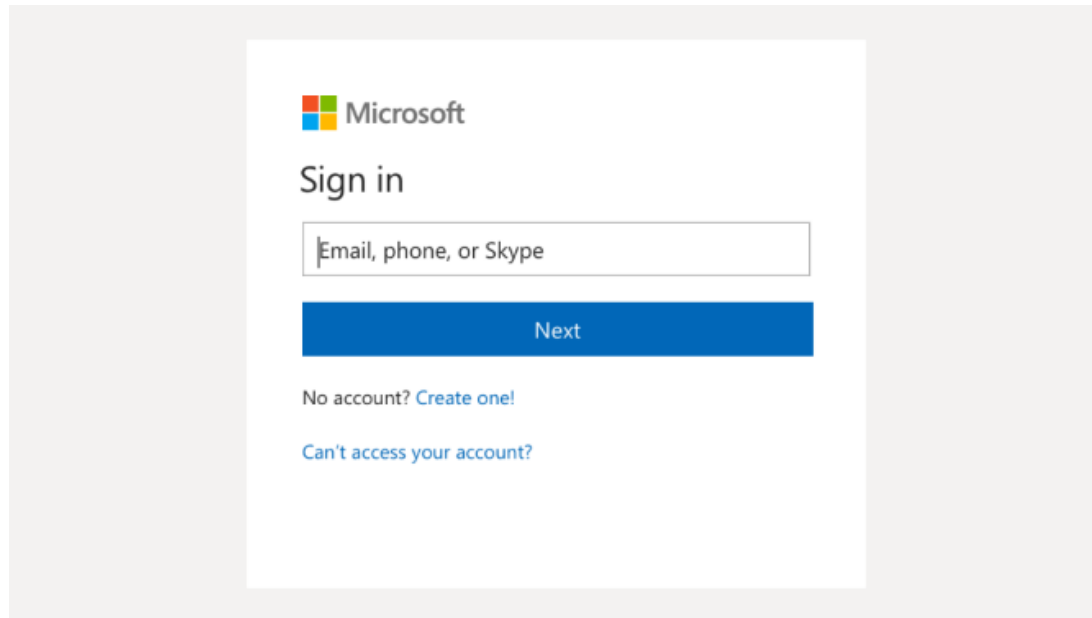 Microsoft
Sign in
Email, phone, or Skype
Next
No account? Create one!
Can't access your account?